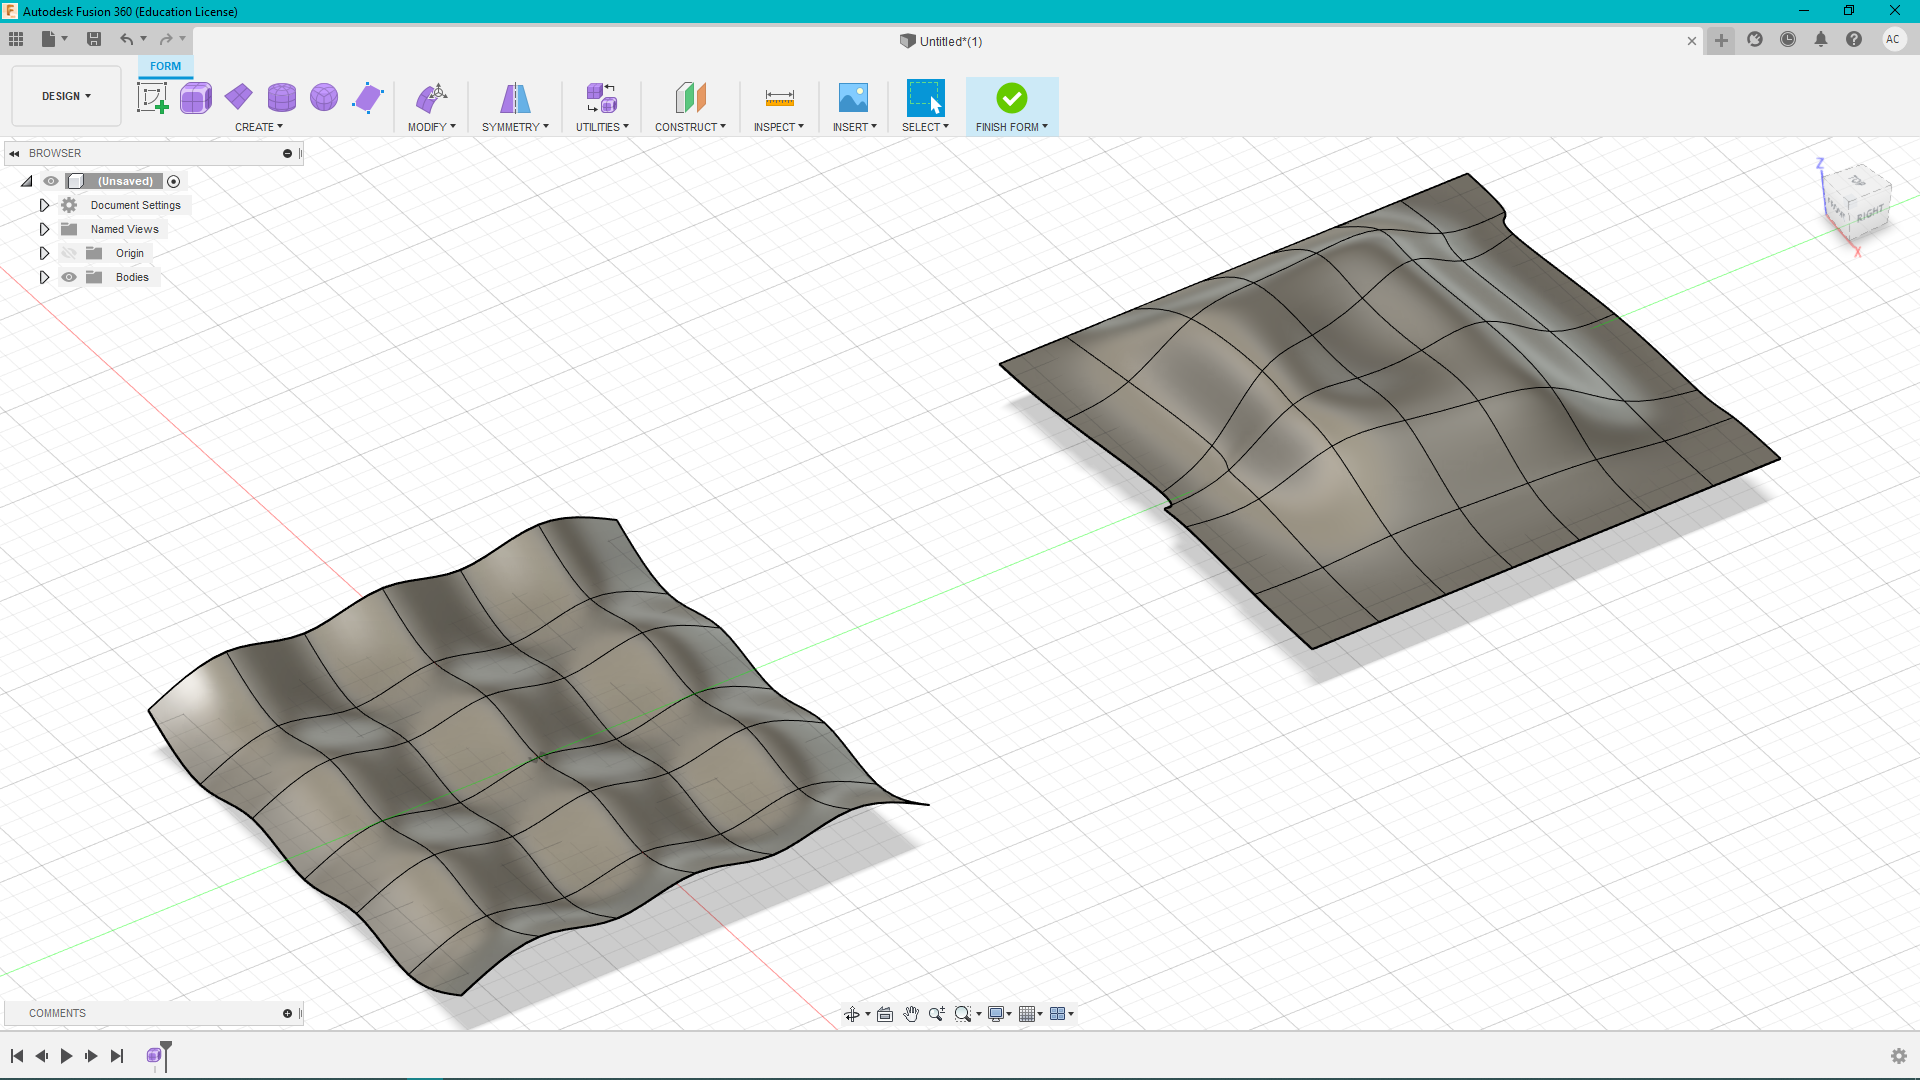 Autodesk Fusion 360 (Education License)
Untitled*(1)
AC
FORM
DESIGN
CREATE
MODIFY
SYMMETRY
UTILITIES
CONSTRUCT
INSPECT
INSERT
SELECT
FINISH FORM
BROWSER
(Unsaved)
Document Settings
Named Views
Origin
Bodies
Z
TOP
RIGHT
X
COMMENTS